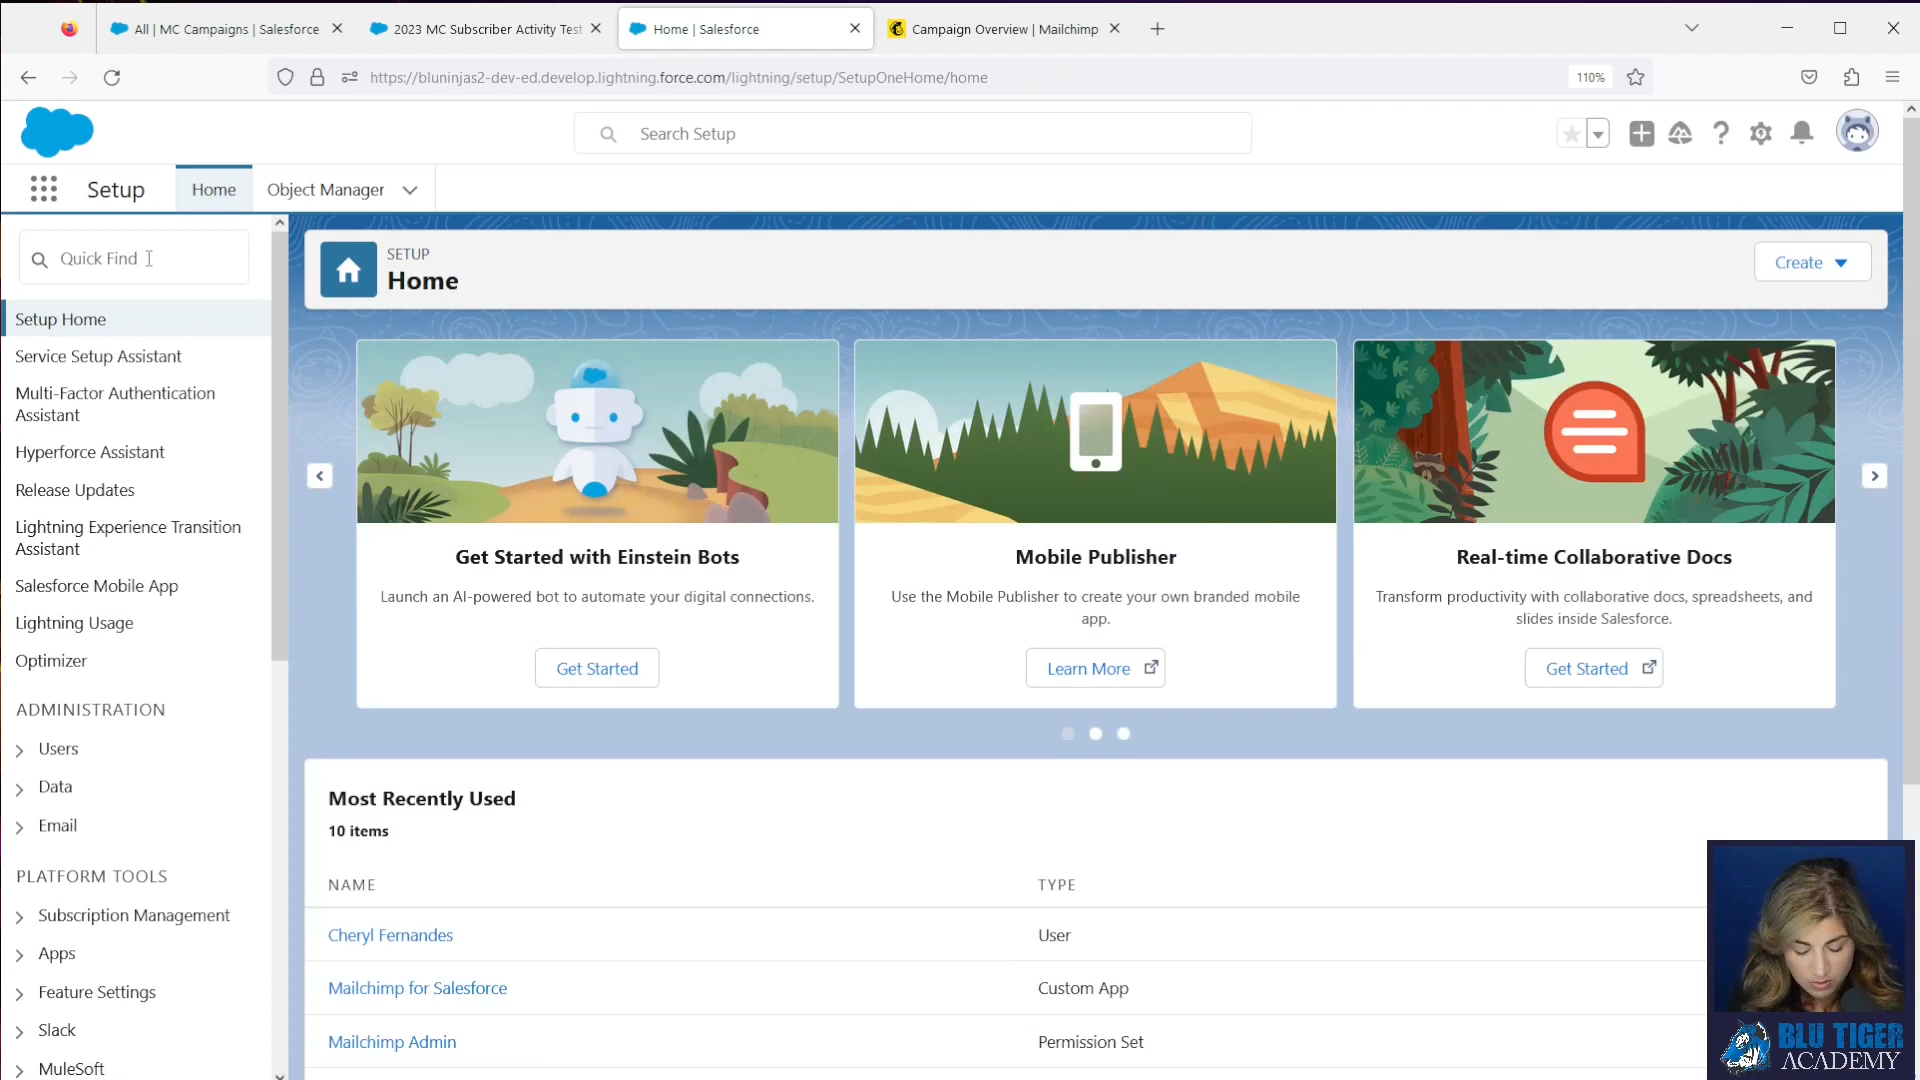 All | MC Campaigns | Salesforce
2023 MC Subscriber Activity Test
Home | Salesforce
Campaign Overview | Mailchimp
https://bluninjas2-dev-ed.develop.lightning.force.com/lightning/setup/SetupOneHome/home
110%
Search Setup
Setup
Home
Object Manager
Quick Find
Setup Home
Service Setup Assistant
Multi-Factor Authentication
Assistant
Hyperforce Assistant
Release Updates
Lightning Experience Transition
Assistant
Salesforce Mobile App
Lightning Usage
Optimizer
ADMINISTRATION
Users
Data
Email
PLATFORM TOOLS
Subscription Management
Apps
Feature Settings
Slack
MuleSoft
SETUP
Home
Create
Get Started with Einstein Bots
Launch an AI-powered bot to automate your digital connections.
Get Started
Mobile Publisher
Use the Mobile Publisher to create your own branded mobile
app.
Learn More
Real-time Collaborative Docs
Transform productivity with collaborative docs, spreadsheets, and
slides inside Salesforce.
Get Started
Most Recently Used
10 items
NAME
TYPE
Cheryl Fernandes
User
Mailchimp for Salesforce
Custom App
Mailchimp Admin
Permission Set
BLU TIGER
ACADEMY